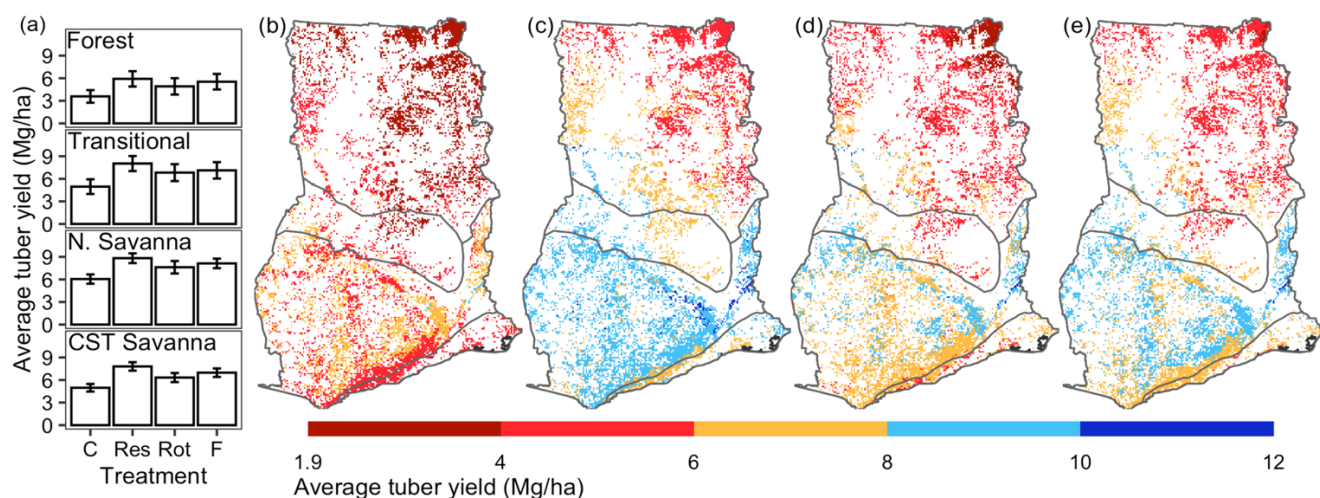 (a)
Average tuber yield (Mg/ha)
Forest
9
6
3
0
Transitional
9
6
3
0
N. Savanna
9
6
3
0
CST Savanna
9
6
3
0
C Res Rot F
Treatment
(b) (c) (d) (e)
1.9 4 6 8 10 12
Average tuber yield (Mg/ha)